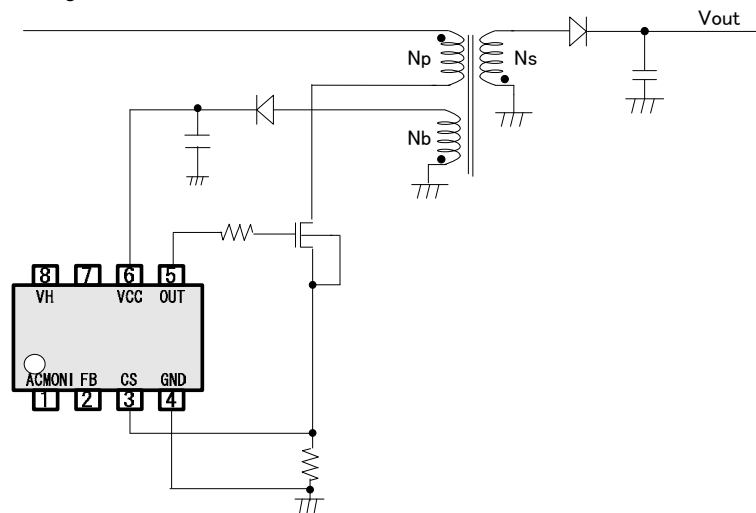 Vout
Np Ns
Nb
8 7 6 5
VH VCC OUT
ACMONI FB CS GND
1 2 3 4